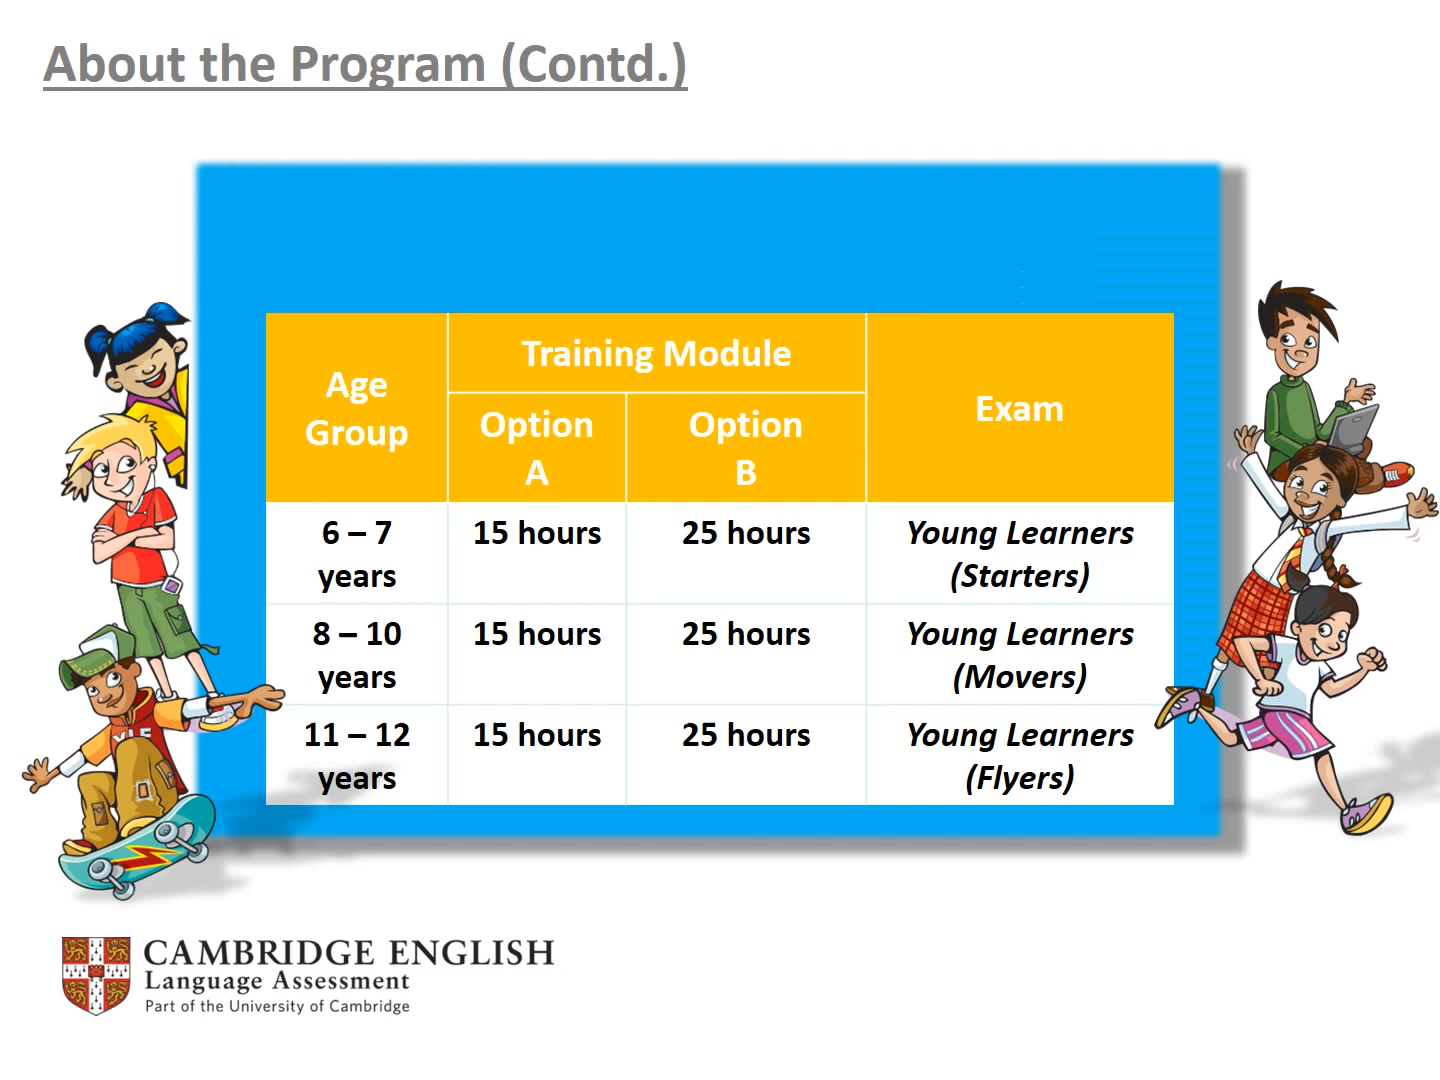 About the Program (Contd.)
Training Module
Age
Group
Option
A
Option
B
Exam
6 – 7
years
15 hours
25 hours
Young Learners
(Starters)
8 – 10
years
15 hours
25 hours
Young Learners
(Movers)
11 – 12
years
15 hours
25 hours
Young Learners
(Flyers)
YLE
CAMBRIDGE ENGLISH
Language Assessment
Part of the University of Cambridge